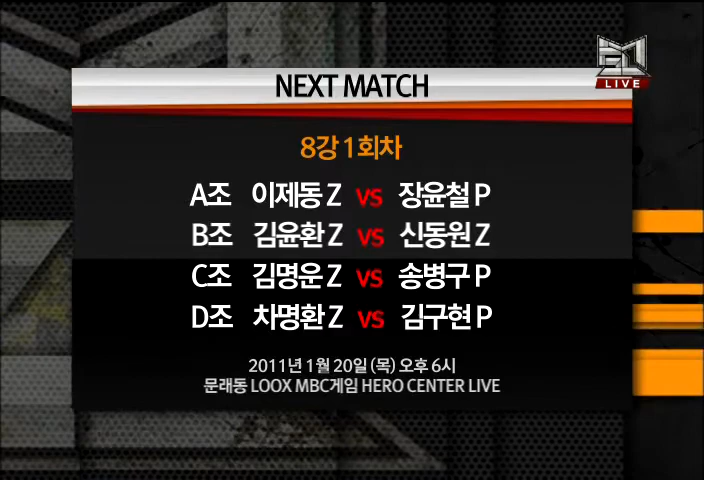 LIVE
NEXT MATCH
8강 1회차
A조 이제동 Z vs 장윤철 P
B조 김윤환 Z vs 신동원 Z
C조 김명운 Z vs 송병구 P
D조 차명환 Z vs 김구현 P
2011년 1월 20일 (목) 오후 6시
문래동 LOOX MBC게임 HERO CENTER LIVE